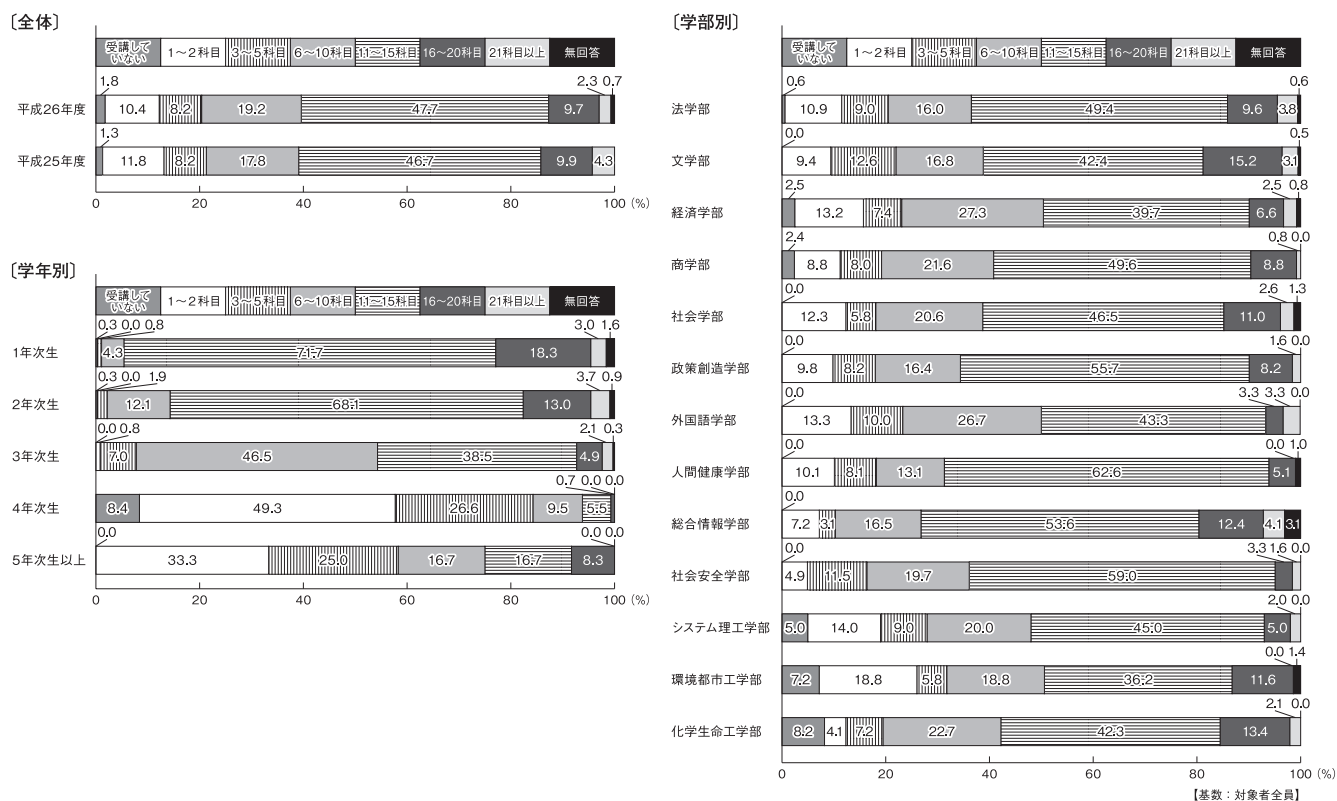 〔全体〕
受講して
いない
1〜2科目
3〜5科目
6〜10科目
11〜15科目
16〜20科目
21科目以上
無回答
1.8 2.3 0.7
平成26年度 10.4 8.2 19.2 47.7 9.7
1.3
平成25年度 11.8 8.2 17.8 46.7 9.9 4.3
0 20 40 60 80 100 (%)
〔学年別〕
受講して
いない
1〜2科目
3〜5科目
6〜10科目
11〜15科目
16〜20科目
21科目以上
無回答
0.3 0.0 0.8 3.0 1.6
1年次生 4.3 71.7 18.3
0.3 0.0 1.9 3.7 0.9
2年次生 12.1 68.1 13.0
0.0 0.8 2.1 0.3
3年次生 7.0 46.5 38.5 4.9
0.7 0.0 0.0
4年次生 8.4 49.3 26.6 9.5 5.5
0.0 0.0 0.0
5年次生以上 33.3 25.0 16.7 16.7 8.3
0 20 40 60 80 100 (%)
〔学部別〕
受講して
いない
1〜2科目
3〜5科目
6〜10科目
11〜15科目
16〜20科目
21科目以上
無回答
0.6 0.6
法学部 10.9 9.0 16.0 49.4 9.6 3.8
0.0 0.5
文学部 9.4 12.6 16.8 42.4 15.2 3.1
2.5 2.5 0.8
経済学部 13.2 7.4 27.3 39.7 6.6
2.4 0.8 0.0
商学部 8.8 8.0 21.6 49.6 8.8
0.0 2.6 1.3
社会学部 12.3 5.8 20.6 46.5 11.0
0.0 1.6 0.0
政策創造学部 9.8 8.2 16.4 55.7 8.2
0.0 3.3 3.3 0.0
外国語学部 13.3 10.0 26.7 43.3
0.0 0.0 1.0
人間健康学部 10.1 8.1 13.1 62.6 5.1
0.0
総合情報学部 7.2 3.1 16.5 53.6 12.4 4.1 3.1
0.0 3.3 1.6 0.0
社会安全学部 4.9 11.5 19.7 59.0
2.0 0.0
システム理工学部 5.0 14.0 9.0 20.0 45.0 5.0
0.0 1.4
環境都市工学部 7.2 18.8 5.8 18.8 36.2 11.6
2.1 0.0
化学生命工学部 8.2 4.1 7.2 22.7 42.3 13.4
0 20 40 60 80 100 (%)
【基数：対象者全員】